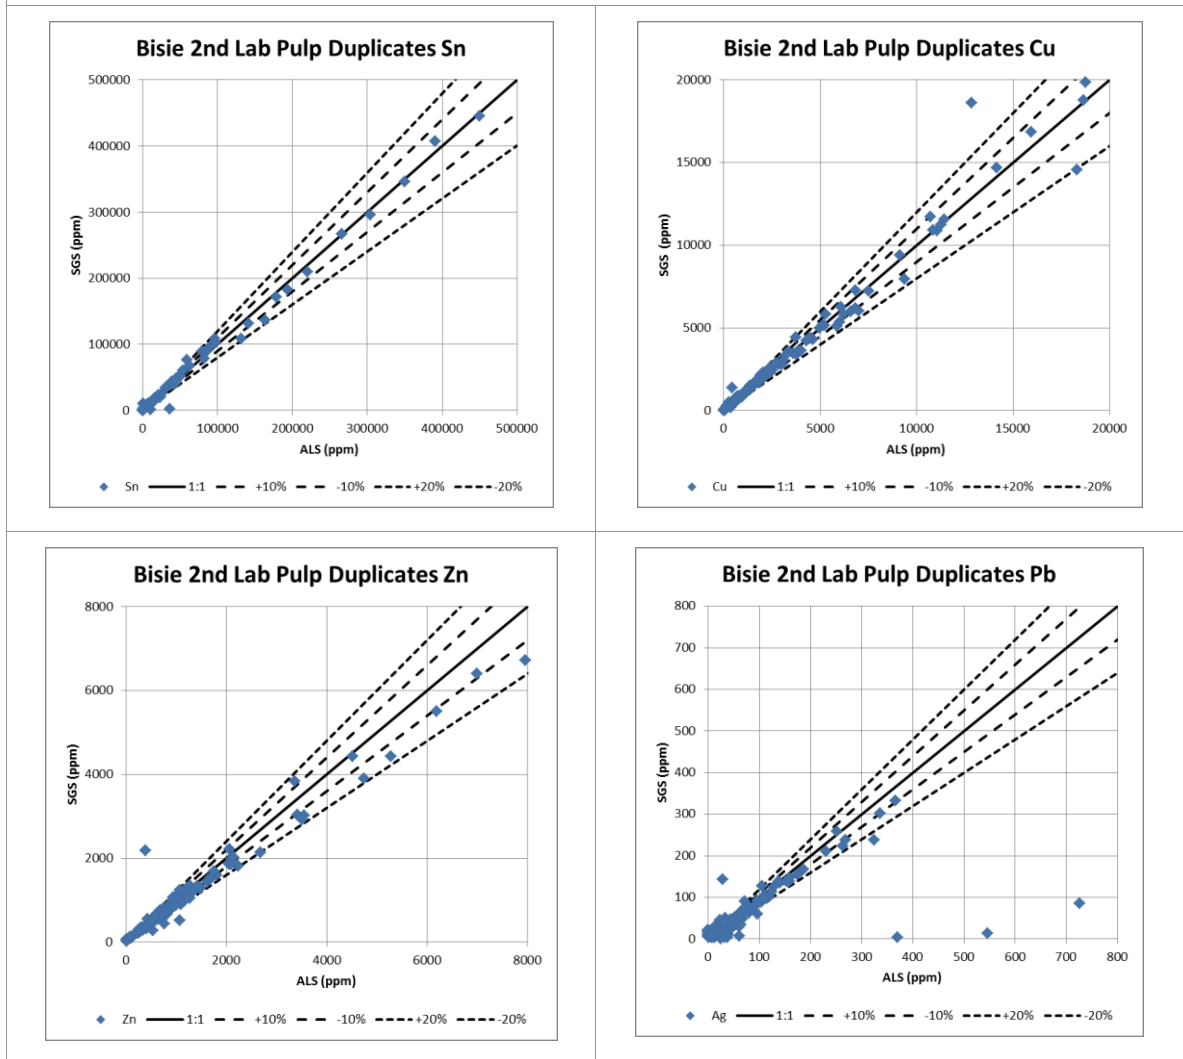 Bisie 2nd Lab Pulp Duplicates Sn
500000
400000
300000
200000
100000
0
SGS (ppm)
0 100000 200000 300000 400000 500000
ALS (ppm)
Sn 1:1 +10% -10% +20% -20%
Bisie 2nd Lab Pulp Duplicates Cu
20000
15000
10000
5000
0
SGS (ppm)
0 5000 10000 15000 20000
ALS (ppm)
Cu 1:1 +10% -10% +20% -20%
Bisie 2nd Lab Pulp Duplicates Zn
8000
6000
4000
2000
0
SGS (ppm)
0 2000 4000 6000 8000
ALS (ppm)
Zn 1:1 +10% -10% +20% -20%
Bisie 2nd Lab Pulp Duplicates Pb
800
700
600
500
400
300
200
100
0
SGS (ppm)
0 100 200 300 400 500 600 700 800
ALS (ppm)
Ag 1:1 +10% -10% +20% -20%